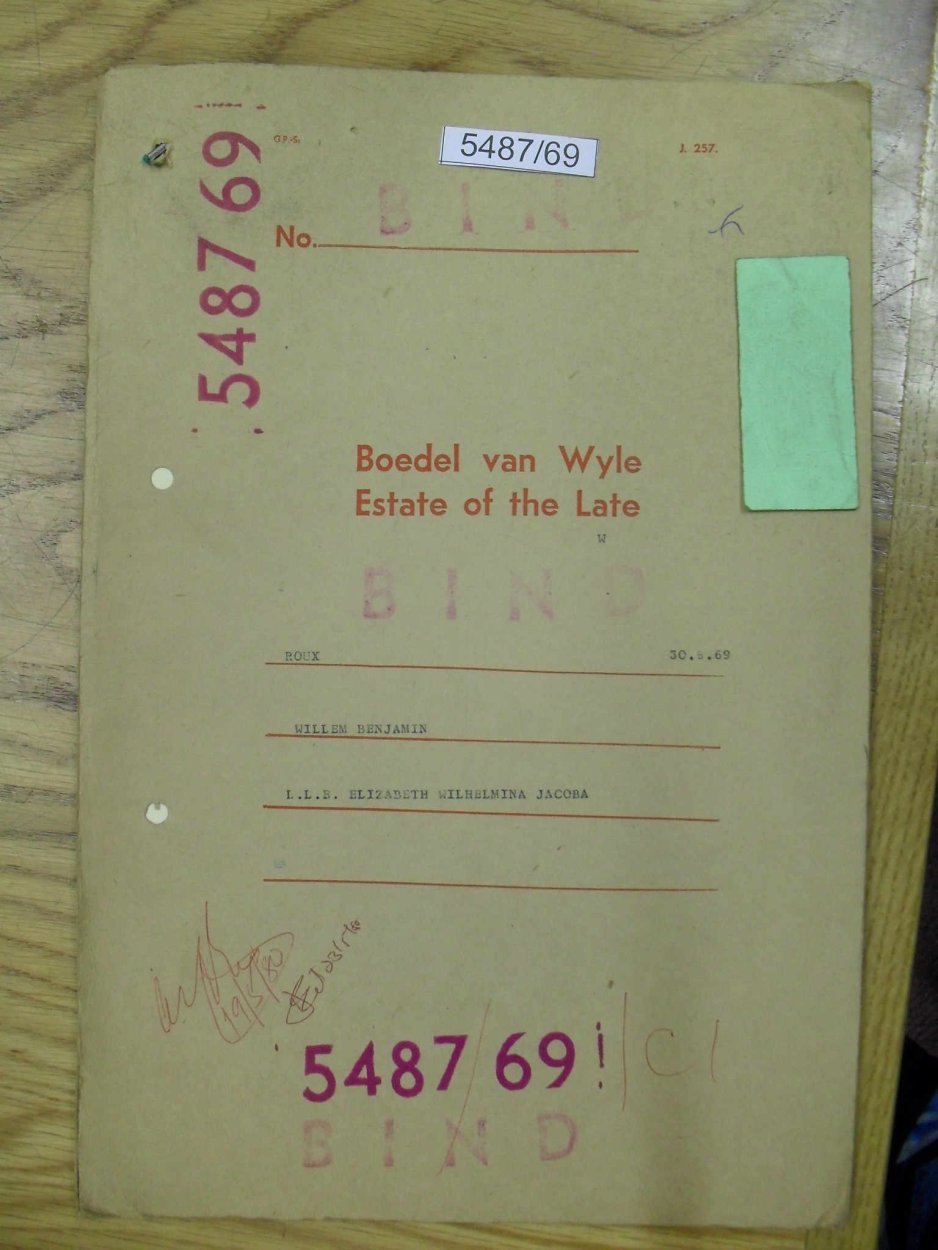 5487 69
G.P.-S.
5487/69
J. 257.
BIND
No.
Boedel van Wyle
Estate of the Late
W
BIND
ROUX 30.5.69
WILLEM BENJAMIN
ELIZABETH WILHELMINA JACOBA
5487/69 C1
BIND